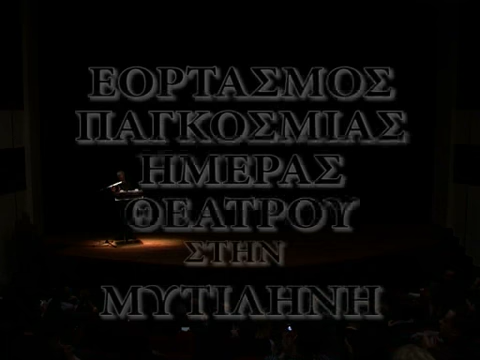 ΕΟΡΤΑΣΜΟΣ
ΠΑΓΚΟΣΜΙΑΣ
ΗΜΕΡΑΣ
ΘΕΑΤΡΟΥ
ΣΤΗΝ
ΜΥΤΙΛΗΝΗ